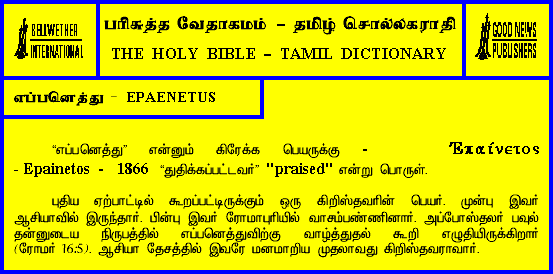 BELLWETHER
INTERNATIONAL
பரிசுத்த வேதாகமம் – தமிழ் சொல்லகராதி
THE HOLY BIBLE – TAMIL DICTIONARY
GOOD NEWS
PUBLISHERS
எப்பனெத்து – EPAENETUS
“எப்பனெத்து” என்னும் கிரேக்க பெயருக்கு - Ἐπαίνετος
- Epainetos - 1866 “துதிக்கப்பட்டவர்” "praised" என்று பொருள்.
புதிய ஏற்பாட்டில் கூறப்பட்டிருக்கும் ஒரு கிறிஸ்தவரின் பெயர். முன்பு இவர்
ஆசியாவில் இருந்தார். பின்பு இவர் ரோமாபுரியில் வாசம்பண்ணினார். அப்போஸ்தலர் பவுல்
தன்னுடைய நிருபத்தில் எப்பனெத்துவிற்கு வாழ்த்துதல் கூறி எழுதியிருக்கிறார்
(ரோமர் 16:5). ஆசியா தேசத்தில் இவரே மனமாறிய முதலாவது கிறிஸ்தவராவார்.